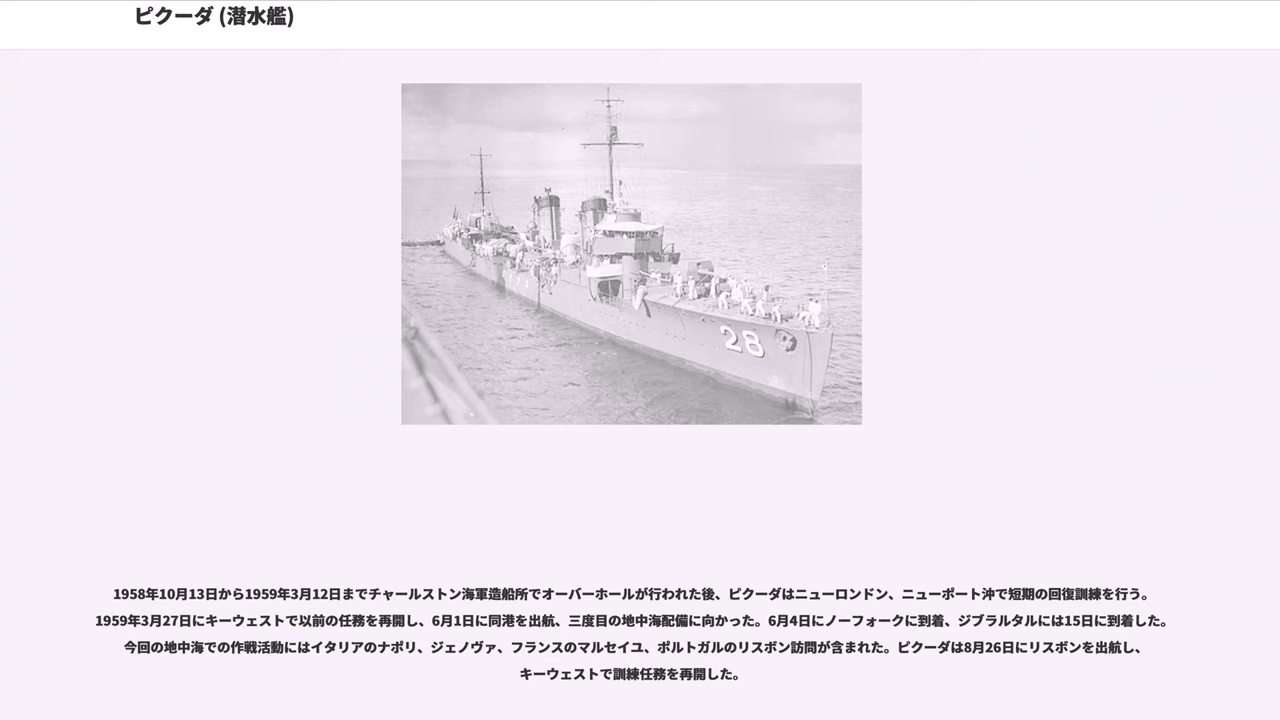 ピクーダ (潜水艦)
28
1958年10月13日から1959年3月12日までチャールストン海軍造船所でオーバーホールが行われた後、ピクーダはニューロンドン、ニューポート沖で短期の回復訓練を行う。
1959年3月27日にキーウェストで以前の任務を再開し、6月1日に同港を出航、三度目の地中海配備に向かった。6月4日にノーフォークに到着、ジブラルタルには15日に到着した。
今回の地中海での作戦活動にはイタリアのナポリ、ジェノヴァ、フランスのマルセイユ、ポルトガルのリスボン訪問が含まれた。ピクーダは8月26日にリスボンを出航し、
キーウェストで訓練任務を再開した。